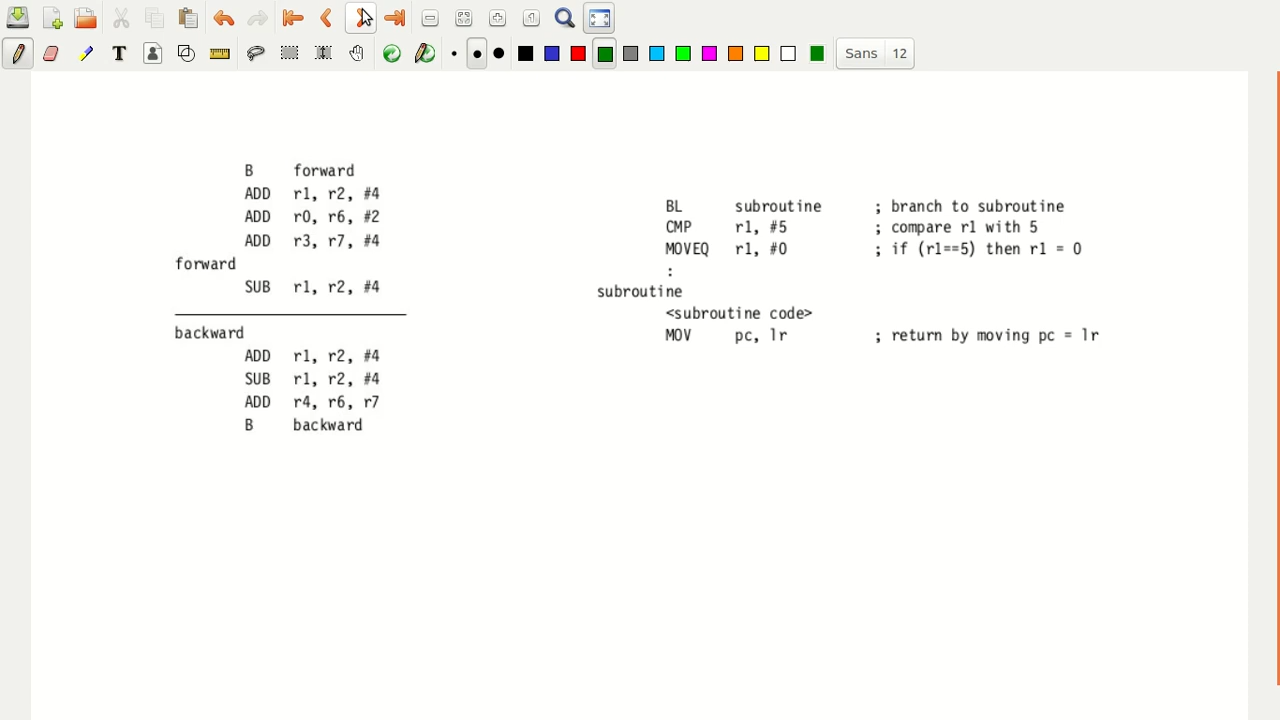 Sans 12
B forward
ADD r1, r2, #4
ADD r0, r6, #2
ADD r3, r7, #4
forward
SUB r1, r2, #4
backward
ADD r1, r2, #4
SUB r1, r2, #4
ADD r4, r6, r7
B backward
BL subroutine ; branch to subroutine
CMP r1, #5 ; compare r1 with 5
MOVEQ r1, #0 ; if (r1==5) then r1 = 0
:
subroutine
<subroutine code>
MOV pc, lr ; return by moving pc = lr